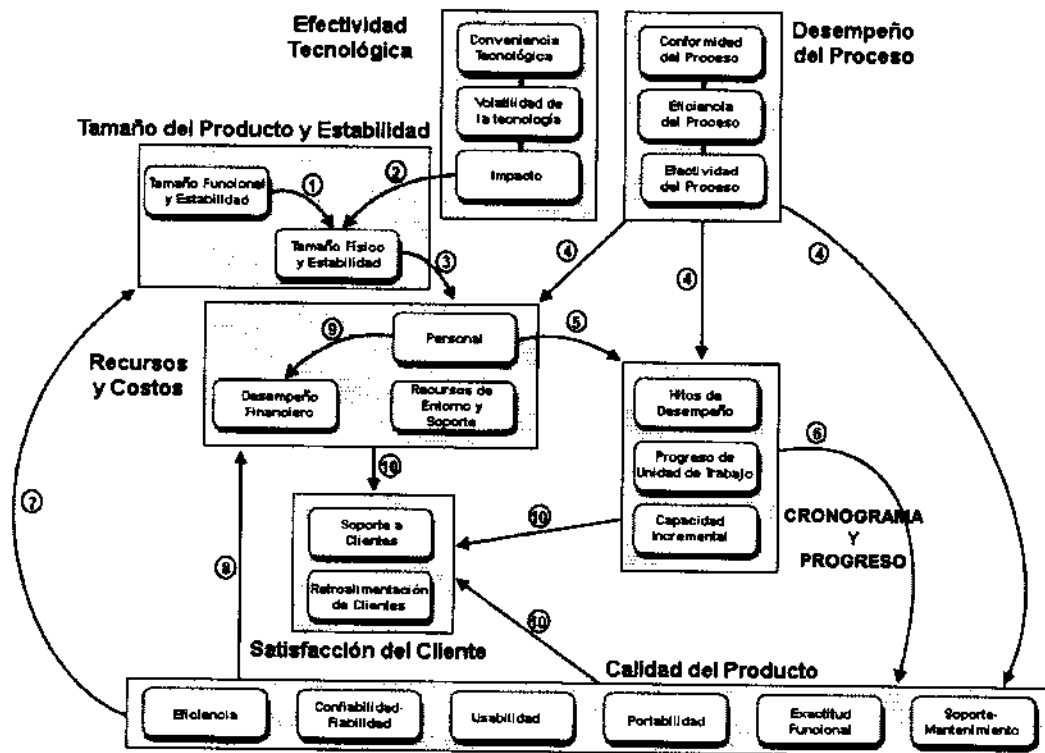 Efectividad
Tecnológica
Conveniencia
Tecnológica
Volatilidad de
la tecnología
Impacto
Desempeño
del Proceso
Conformidad
del Proceso
Eficiencia
del Proceso
Efectividad
del Proceso
Tamaño del Producto y Estabilidad
Tamaño Funcional
y Estabilidad
1
2
Tamaño Físico
y Estabilidad
3
4
4
4
Recursos
y Costos
9
Personal
5
Desempeño
Financiero
Recursos de
Entorno y
Soporte
Hitos de
Desempeño
Progreso de
Unidad de Trabajo
Capacidad
Incremental
6
CRONOGRAMA
Y
PROGRESO
7
8
10
10
10
Soporte a
Clientes
Retroalimentación
de Clientes
Satisfacción del Cliente
Calidad del Producto
Eficiencia
Confiabilidad-
Fiabilidad
Usabilidad
Portabilidad
Exactitud
Funcional
Soporte-
Mantenimiento